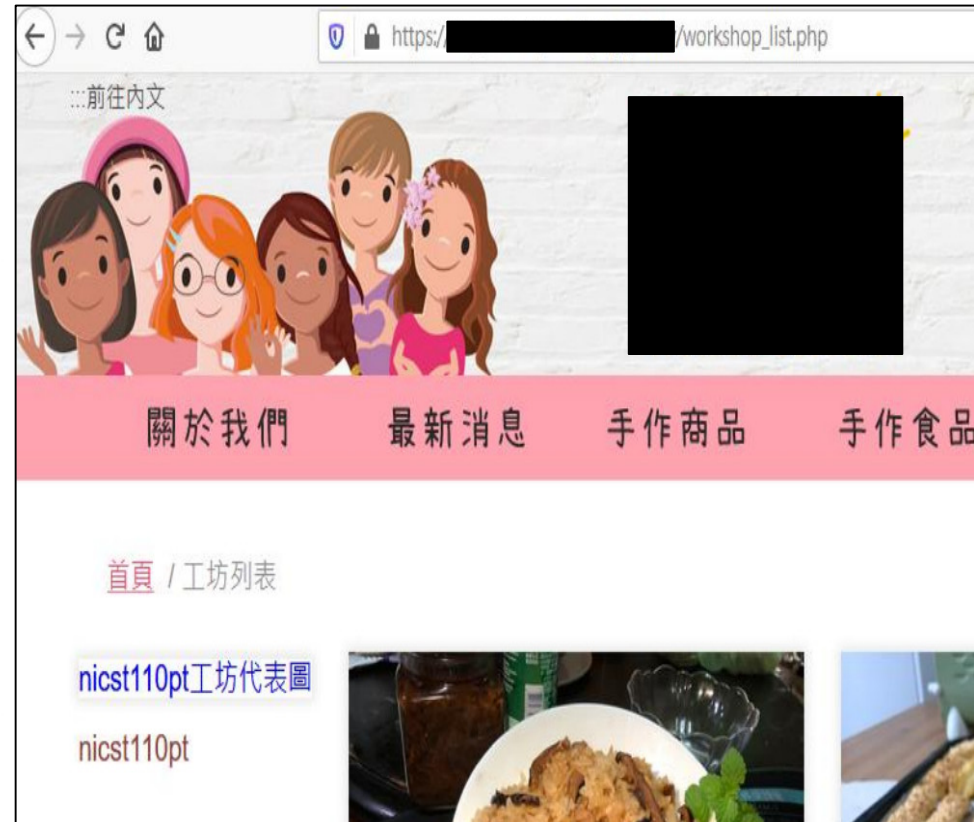 https:/ /workshop_list.php
:::前往內文
關於我們 最新消息 手作商品 手作食品
首頁 / 工坊列表
nicst110pt工坊代表圖
nicst110pt